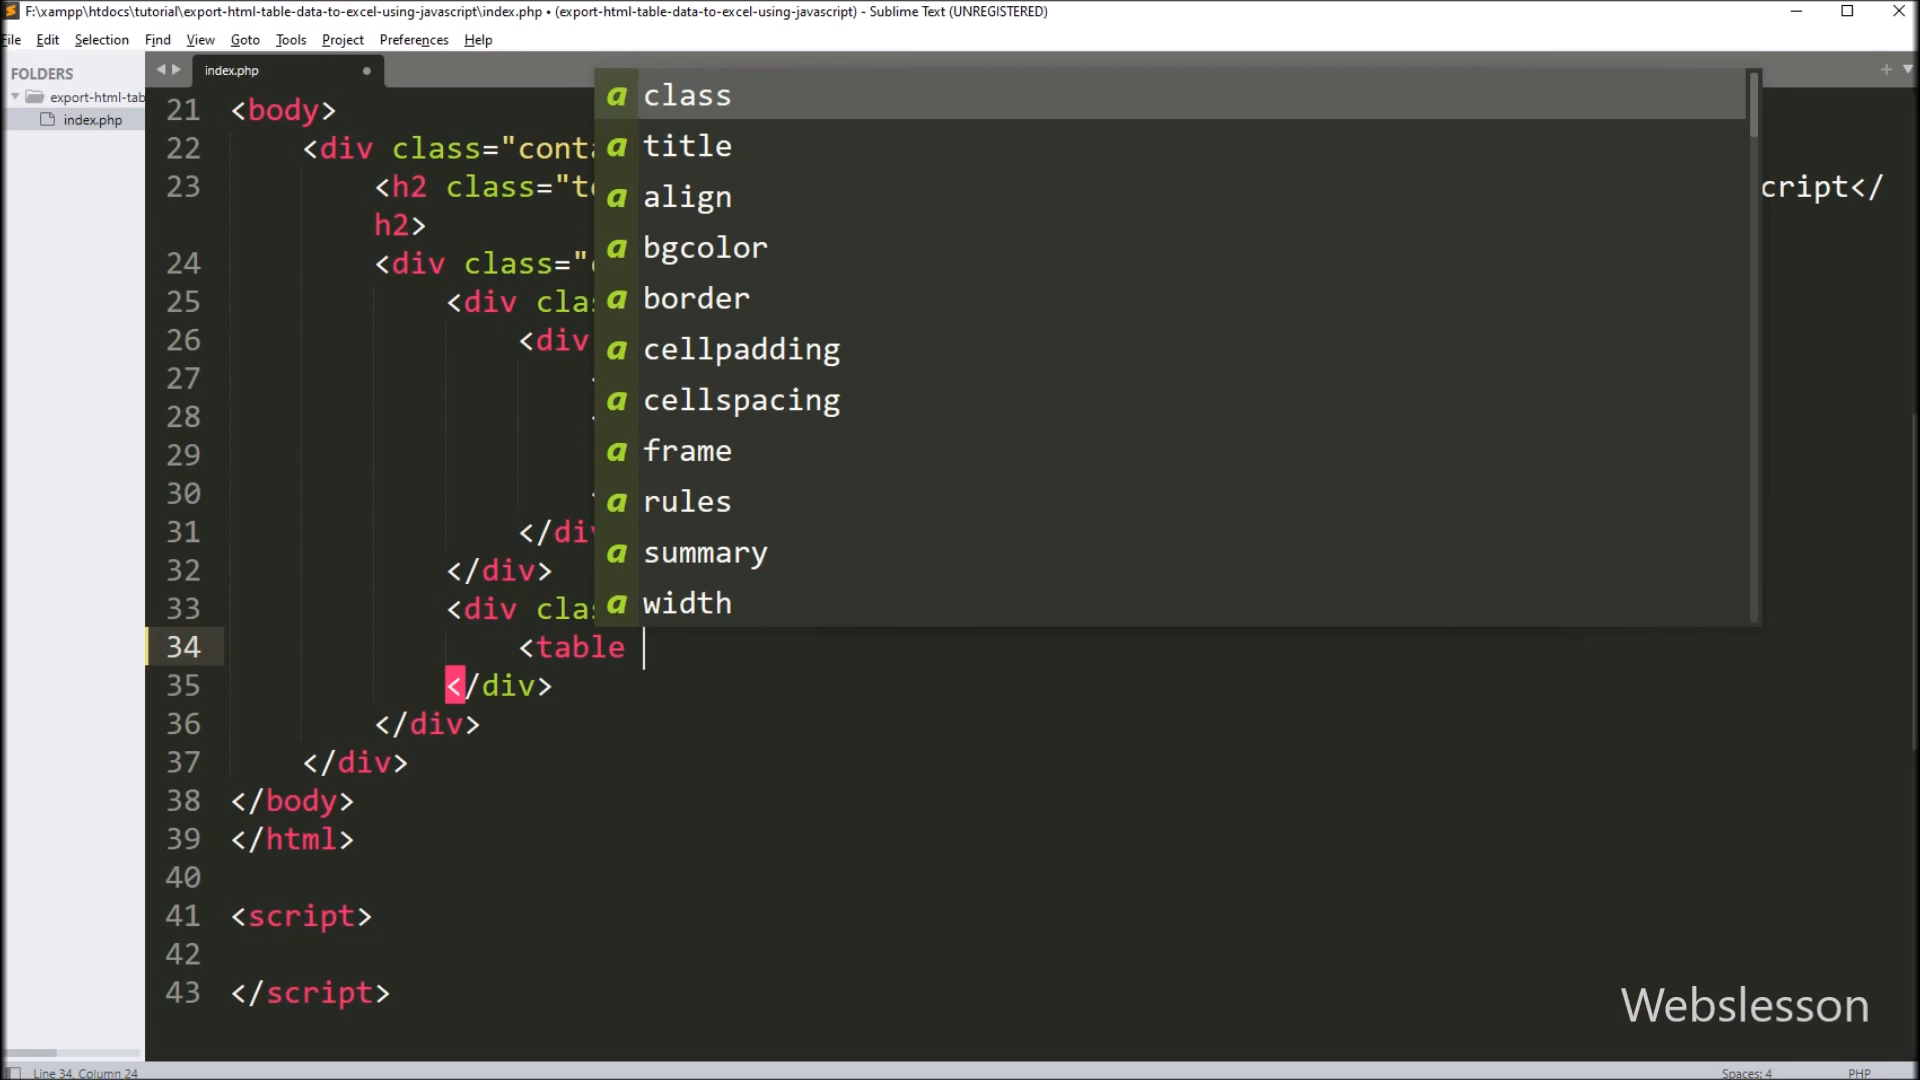 F:\xampp\htdocs\tutorial\export-html-table-data-to-excel-using-javascript\index.php • (export-html-table-data-to-excel-using-javascript) - Sublime Text (UNREGISTERED)
File Edit Selection Find View Goto Tools Project Preferences Help
FOLDERS
export-html-tab
index.php
index.php
21 <body>
22 <div class="conta
23 <h2 class="te cript</
h2>
24 <div class="c
25 <div clas
26 <div
27 <
28 <
29
30 <
31 </div
32 </div>
33 <div clas
34 <table
35 </div>
36 </div>
37 </div>
38 </body>
39 </html>
40
41 <script>
42
43 </script>
a class
a title
a align
a bgcolor
a border
a cellpadding
a cellspacing
a frame
a rules
a summary
a width
Webslesson
Line 34, Column 24
Spaces: 4
PHP